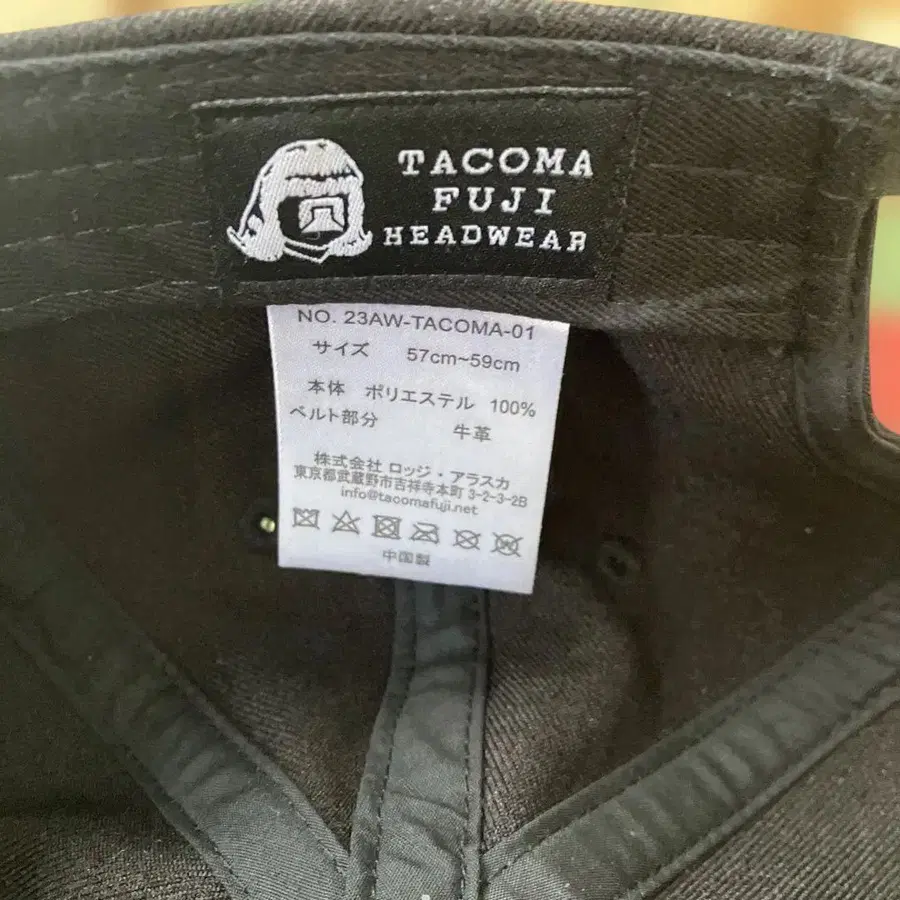 TACOMA
FUJI
HEADWEAR
NO. 23AW-TACOMA-01
サイズ 57cm~59cm
本体 ポリエステル 100%
ベルト部分 牛革
株式会社 ロッジ・アラスカ
東京都武蔵野市吉祥寺本町 3-2-3-2B
info@tacomafuji.net
中国製